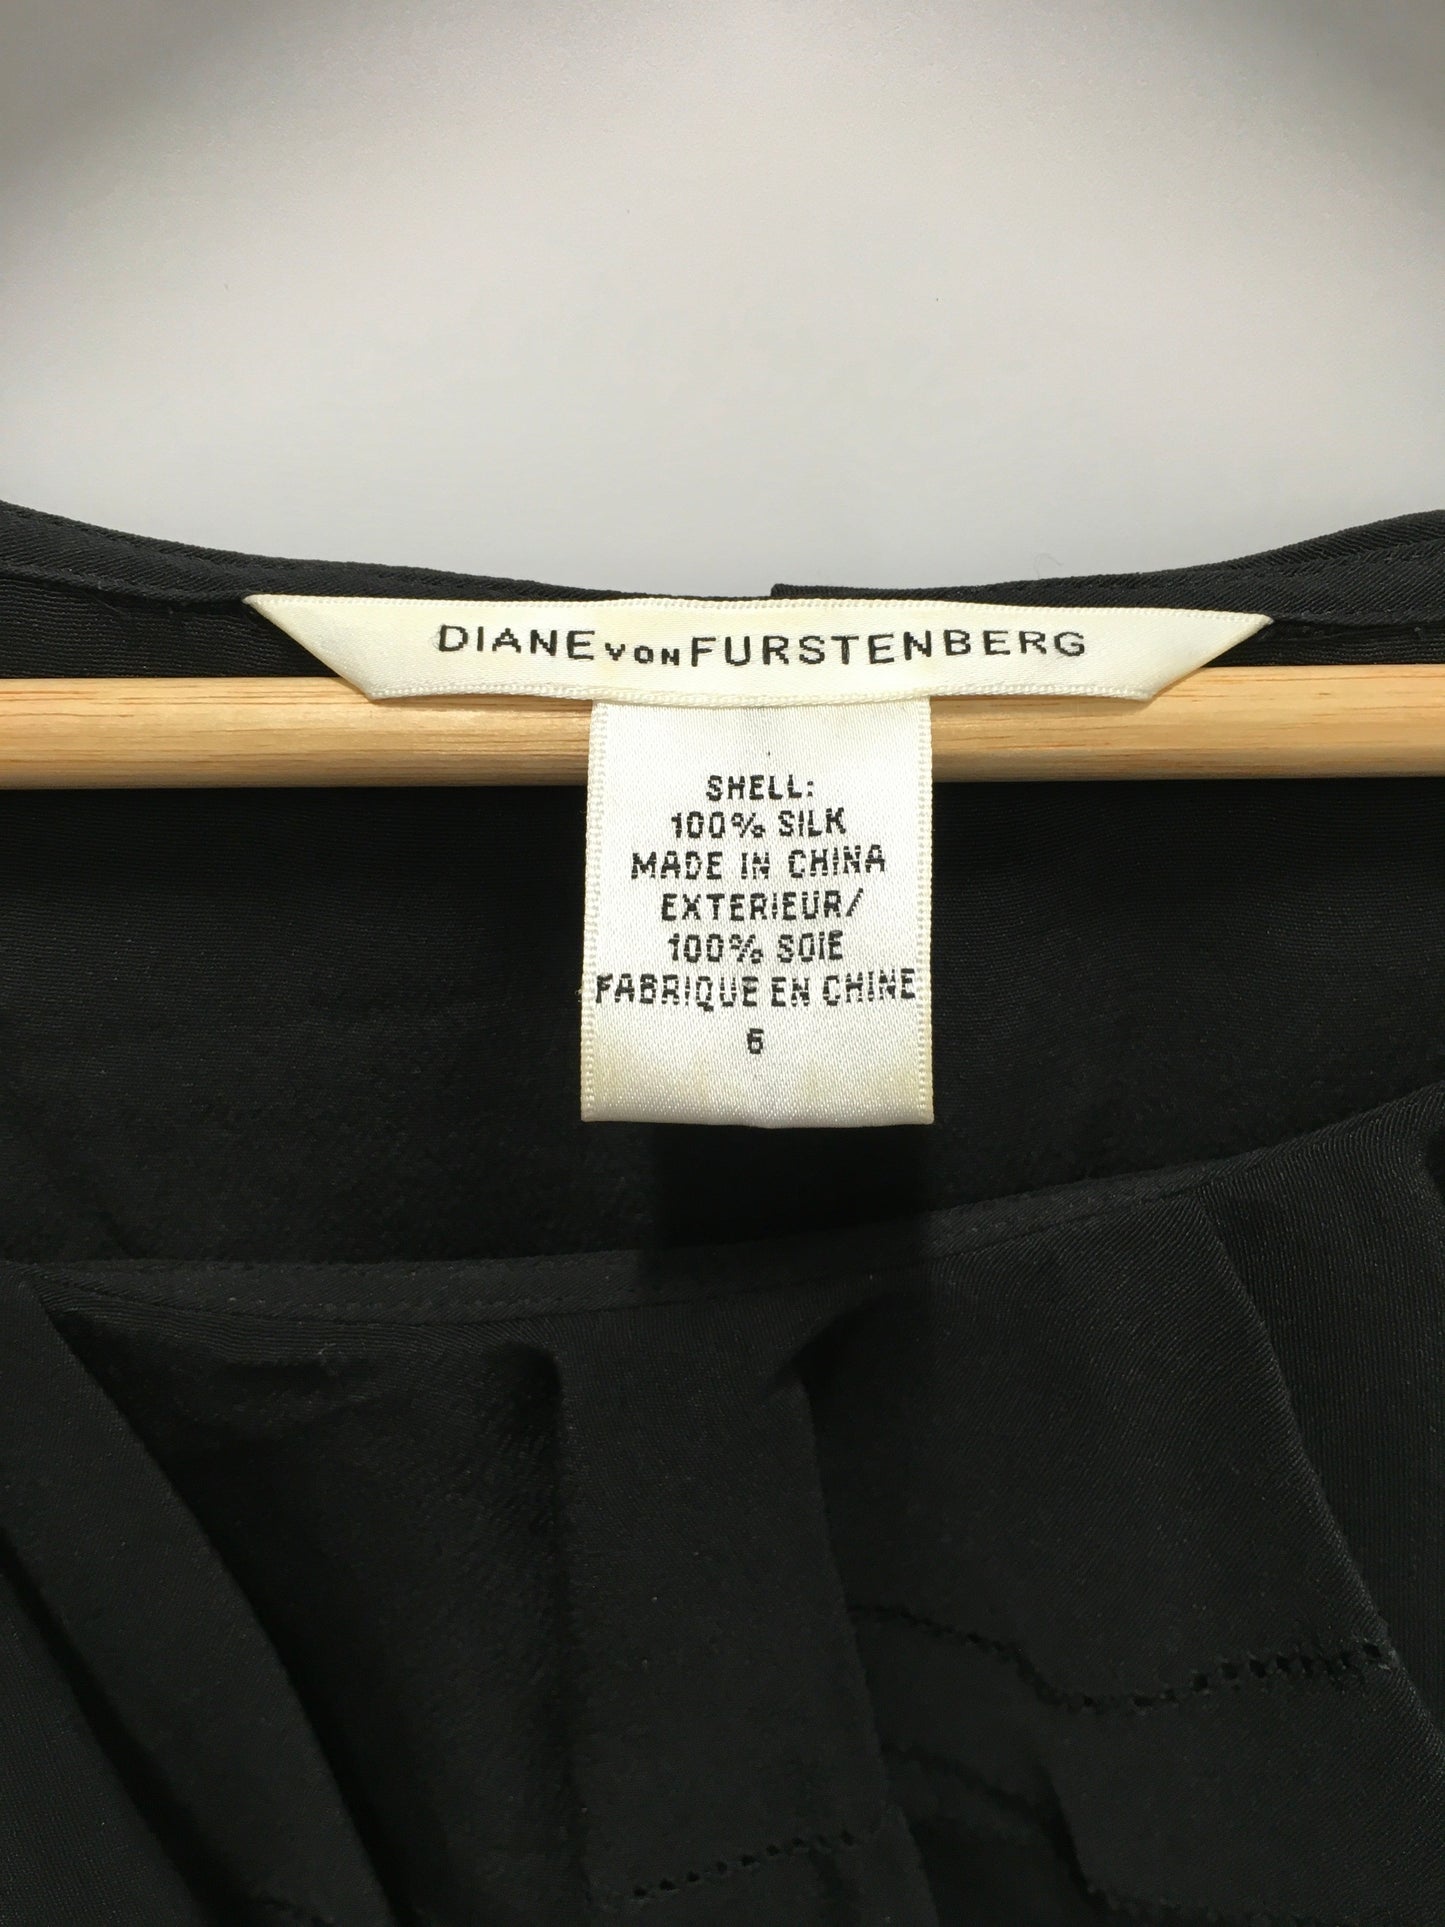 DIANE VON FURSTENBERG
SHELL:
100% SILK
MADE IN CHINA
EXTERIEUR/
100% SOIE
FABRIQUE EN CHINE
6